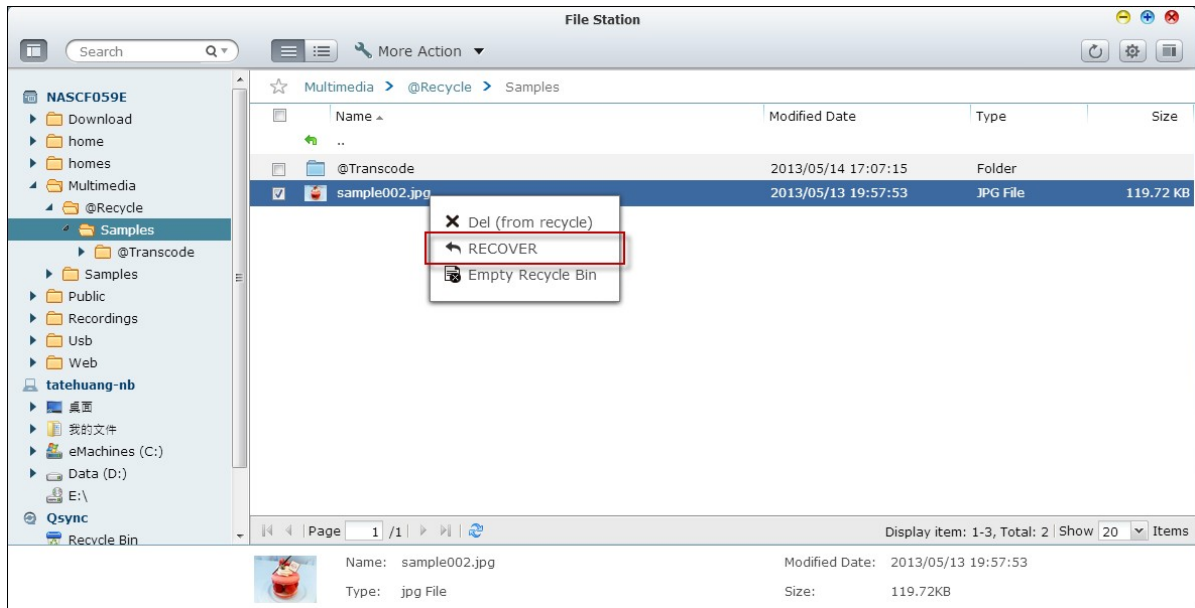 File Station
Search
More Action
NASCF059E
Download
home
homes
Multimedia
@Recycle
Samples
@Transcode
Samples
Public
Recordings
Usb
Web
tatehuang-nb
桌面
我的文件
eMachines (C:)
Data (D:)
E:\
Qsync
Recycle Bin
Multimedia > @Recycle > Samples
Name Modified Date Type Size
..
@Transcode 2013/05/14 17:07:15 Folder
sample002.jpg 2013/05/13 19:57:53 JPG File 119.72 KB
Del (from recycle)
RECOVER
Empty Recycle Bin
Page 1 /1 Display item: 1-3, Total: 2 Show 20 Items
Name: sample002.jpg Modified Date: 2013/05/13 19:57:53
Type: jpg File Size: 119.72KB